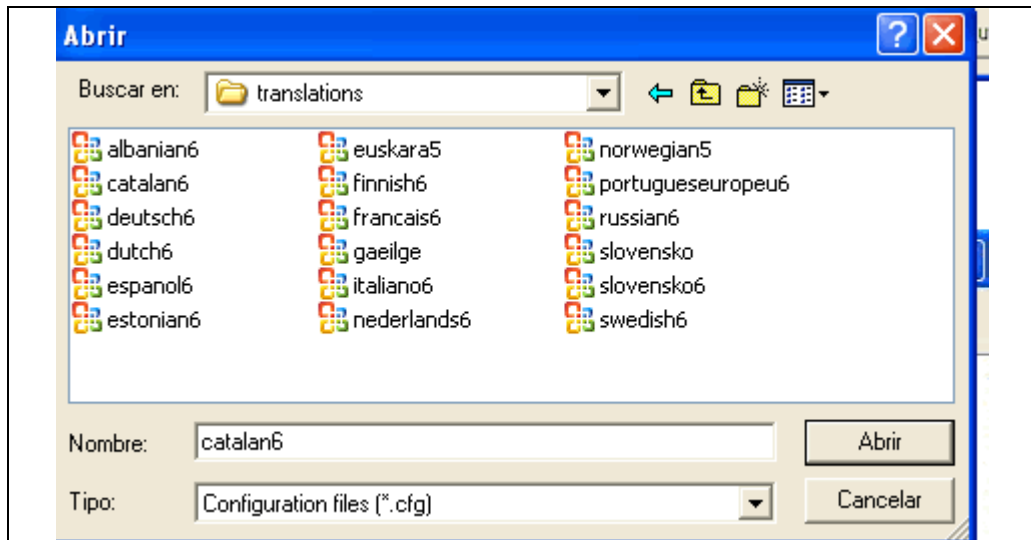 Abrir
Buscar en: translations
albanian6 euskara5 norwegian5
catalan6 finnish6 portugueseuropeu6
deutsch6 francais6 russian6
dutch6 gaeilge slovensko
espanol6 italiano6 slovensko6
estonian6 nederlands6 swedish6
Nombre: catalan6 Abrir
Tipo: Configuration files (*.cfg) Cancelar